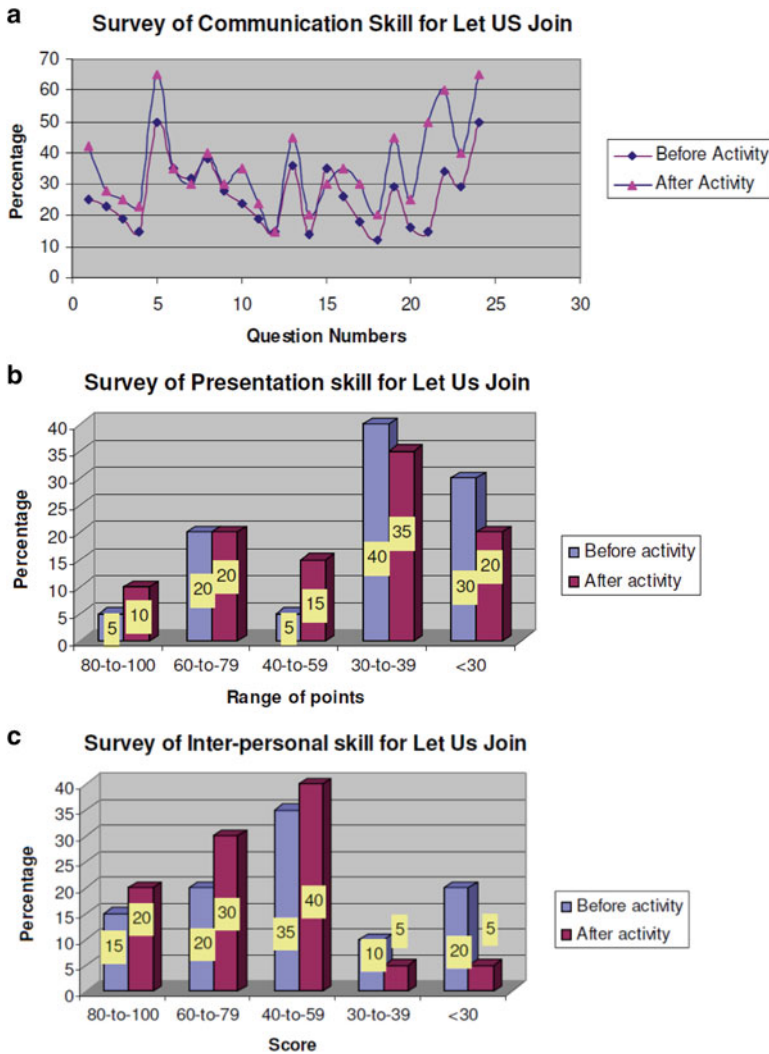 a
Survey of Communication Skill for Let US Join
Percentage
70
60
50
40
30
20
10
0
0 5 10 15 20 25 30
Question Numbers
Before Activity
After Activity
b
Survey of Presentation skill for Let Us Join
Percentage
40
35
30
25
20
15
10
5
0
5 10 20 20 5 15 40 35 30 20
80-to-100 60-to-79 40-to-59 30-to-39 <30
Range of points
Before activity
After activity
c
Survey of Inter-personal skill for Let Us Join
Percentage
40
35
30
25
20
15
10
5
0
15 20 20 30 35 40 10 5 20 5
80-to-100 60-to-79 40-to-59 30-to-39 <30
Score
Before activity
After activity